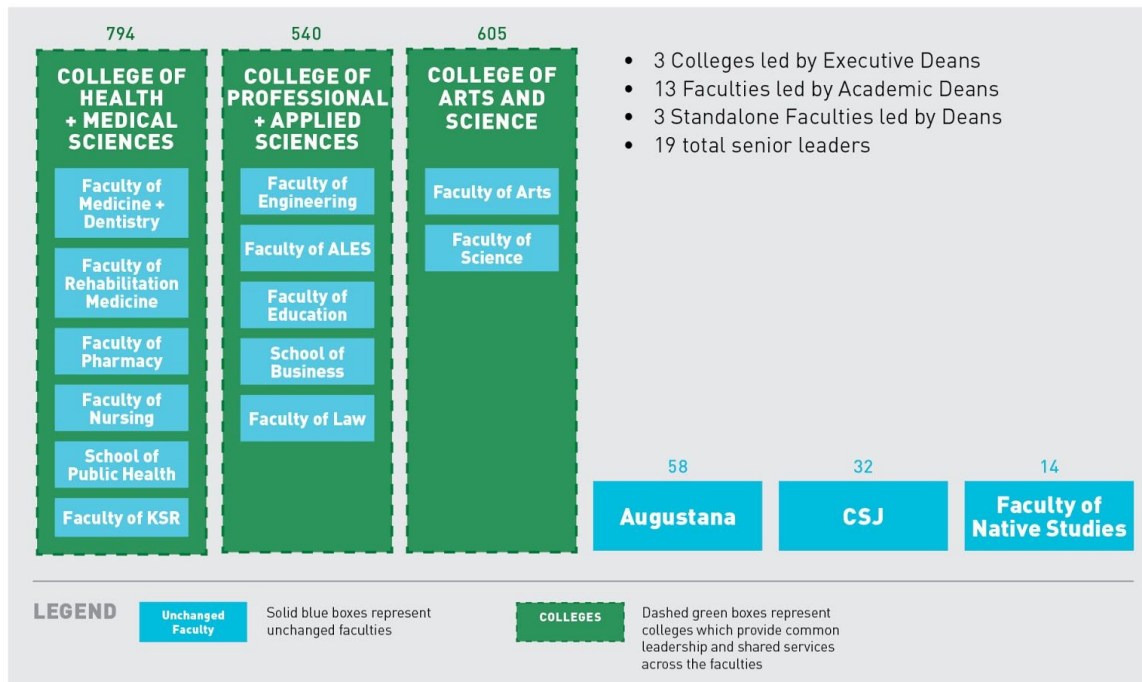 794
COLLEGE OF
HEALTH
+ MEDICAL
SCIENCES
Faculty of
Medicine +
Dentistry
Faculty of
Rehabilitation
Medicine
Faculty of
Pharmacy
Faculty of
Nursing
School of
Public Health
Faculty of KSR
540
COLLEGE OF
PROFESSIONAL
+ APPLIED
SCIENCES
Faculty of
Engineering
Faculty of ALES
Faculty of
Education
School of
Business
Faculty of Law
605
COLLEGE OF
ARTS AND
SCIENCE
Faculty of Arts
Faculty of
Science
• 3 Colleges led by Executive Deans
• 13 Faculties led by Academic Deans
• 3 Standalone Faculties led by Deans
• 19 total senior leaders
58
Augustana
32
CSJ
14
Faculty of
Native Studies
LEGEND
Unchanged
Faculty
Solid blue boxes represent
unchanged faculties
COLLEGES
Dashed green boxes represent
colleges which provide common
leadership and shared services
across the faculties